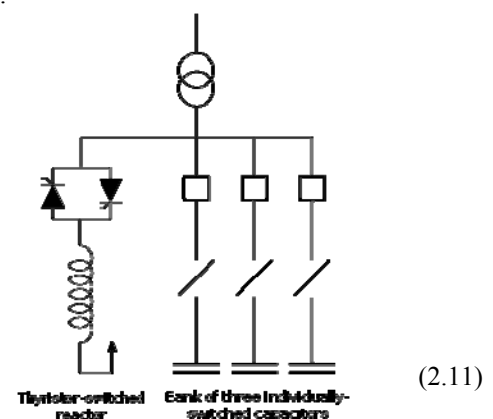 (2.11)
Thyristor-switched reactor
Bank of three individually-switched capacitors